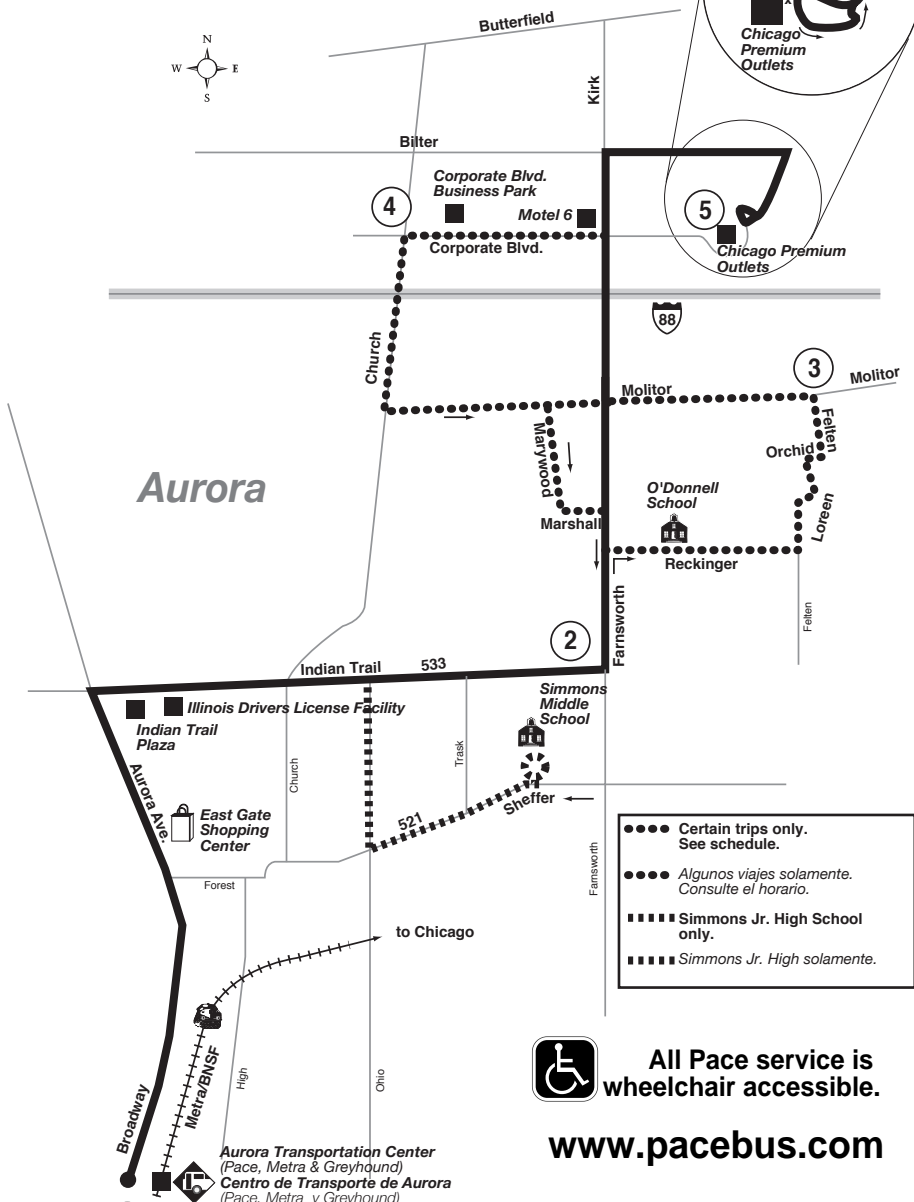 Butterfield
Chicago
Premium
Outlets
N
W
E
S
Kirk
Bilter
Corporate Blvd.
Business Park
4
Motel 6
5
Corporate Blvd.
Chicago Premium
Outlets
88
Church
3
Molitor
Molitor
Felten
Marywood
Orchid
Aurora
O'Donnell
School
Loreen
Marshall
Reckinger
Farnsworth
Felten
2
Indian Trail
533
Simmons
Middle
School
Illinois Drivers License Facility
Indian Trail
Plaza
Aurora Ave.
Church
Trask
Sheffer
East Gate
Shopping
Center
521
Farnsworth
Forest
Certain trips only.
See schedule.
Algunos viajes solamente.
Consulte el horario.
Simmons Jr. High School
only.
Simmons Jr. High solamente.
to Chicago
Metra/BNSF
High
Ohio
Broadway
All Pace service is
wheelchair accessible.
www.pacebus.com
Aurora Transportation Center
(Pace, Metra & Greyhound)
Centro de Transporte de Aurora
(Pace, Metra y Greyhound)